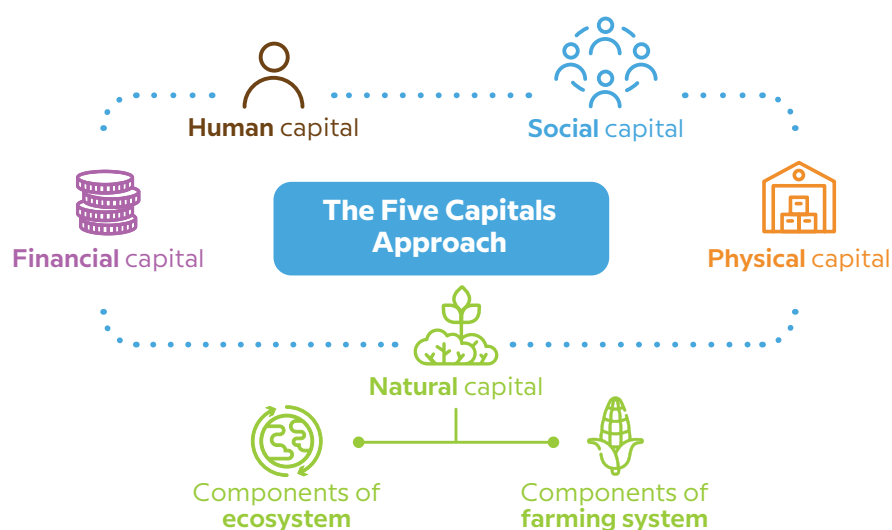 Human capital
Social capital
The Five Capitals
Approach
Financial capital
Physical capital
Natural capital
Components of
ecosystem
Components of
farming system